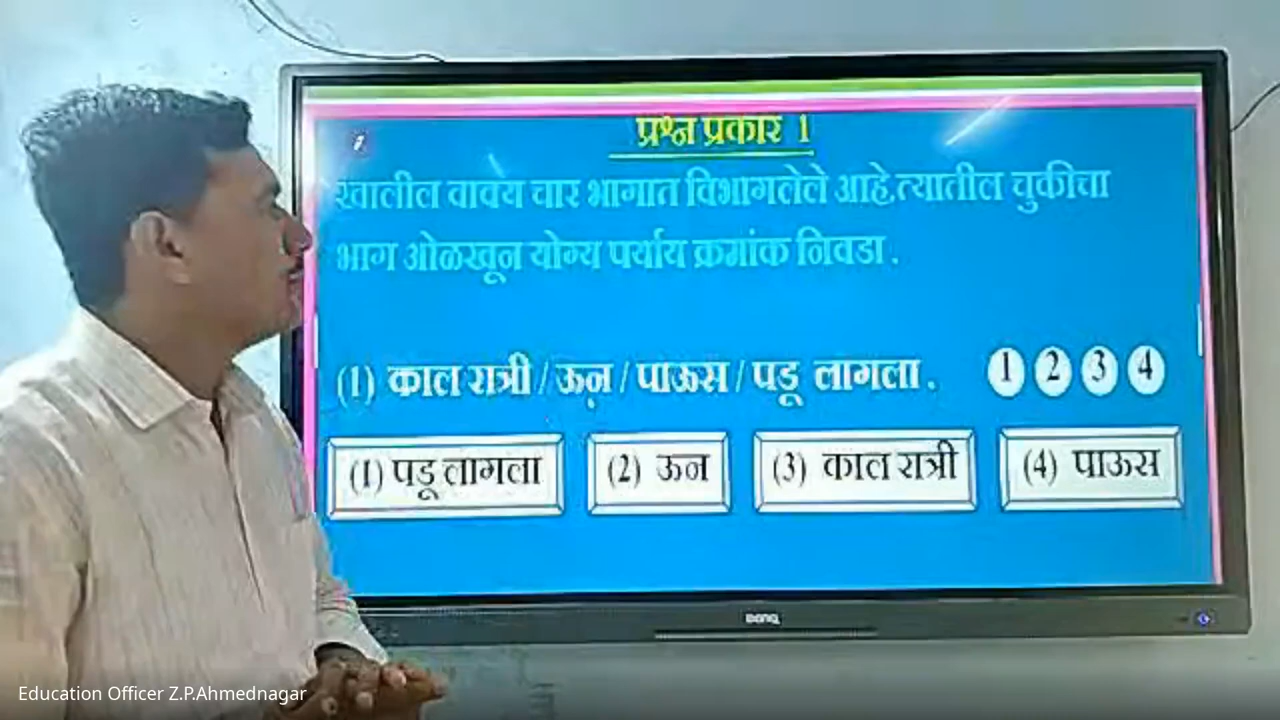 प्रश्न प्रकार 1
खालील वाक्य चार भागात विभागलेले आहे.त्यातील चुकीचा
भाग ओळखून योग्य पर्याय क्रमांक निवडा .
(1) काल रात्री / ऊन / पाऊस / पडू लागला . 1 2 3 4
(1) पडू लागला (2) ऊन (3) काल रात्री (4) पाऊस
BenQ
Education Officer Z.P.Ahmednagar